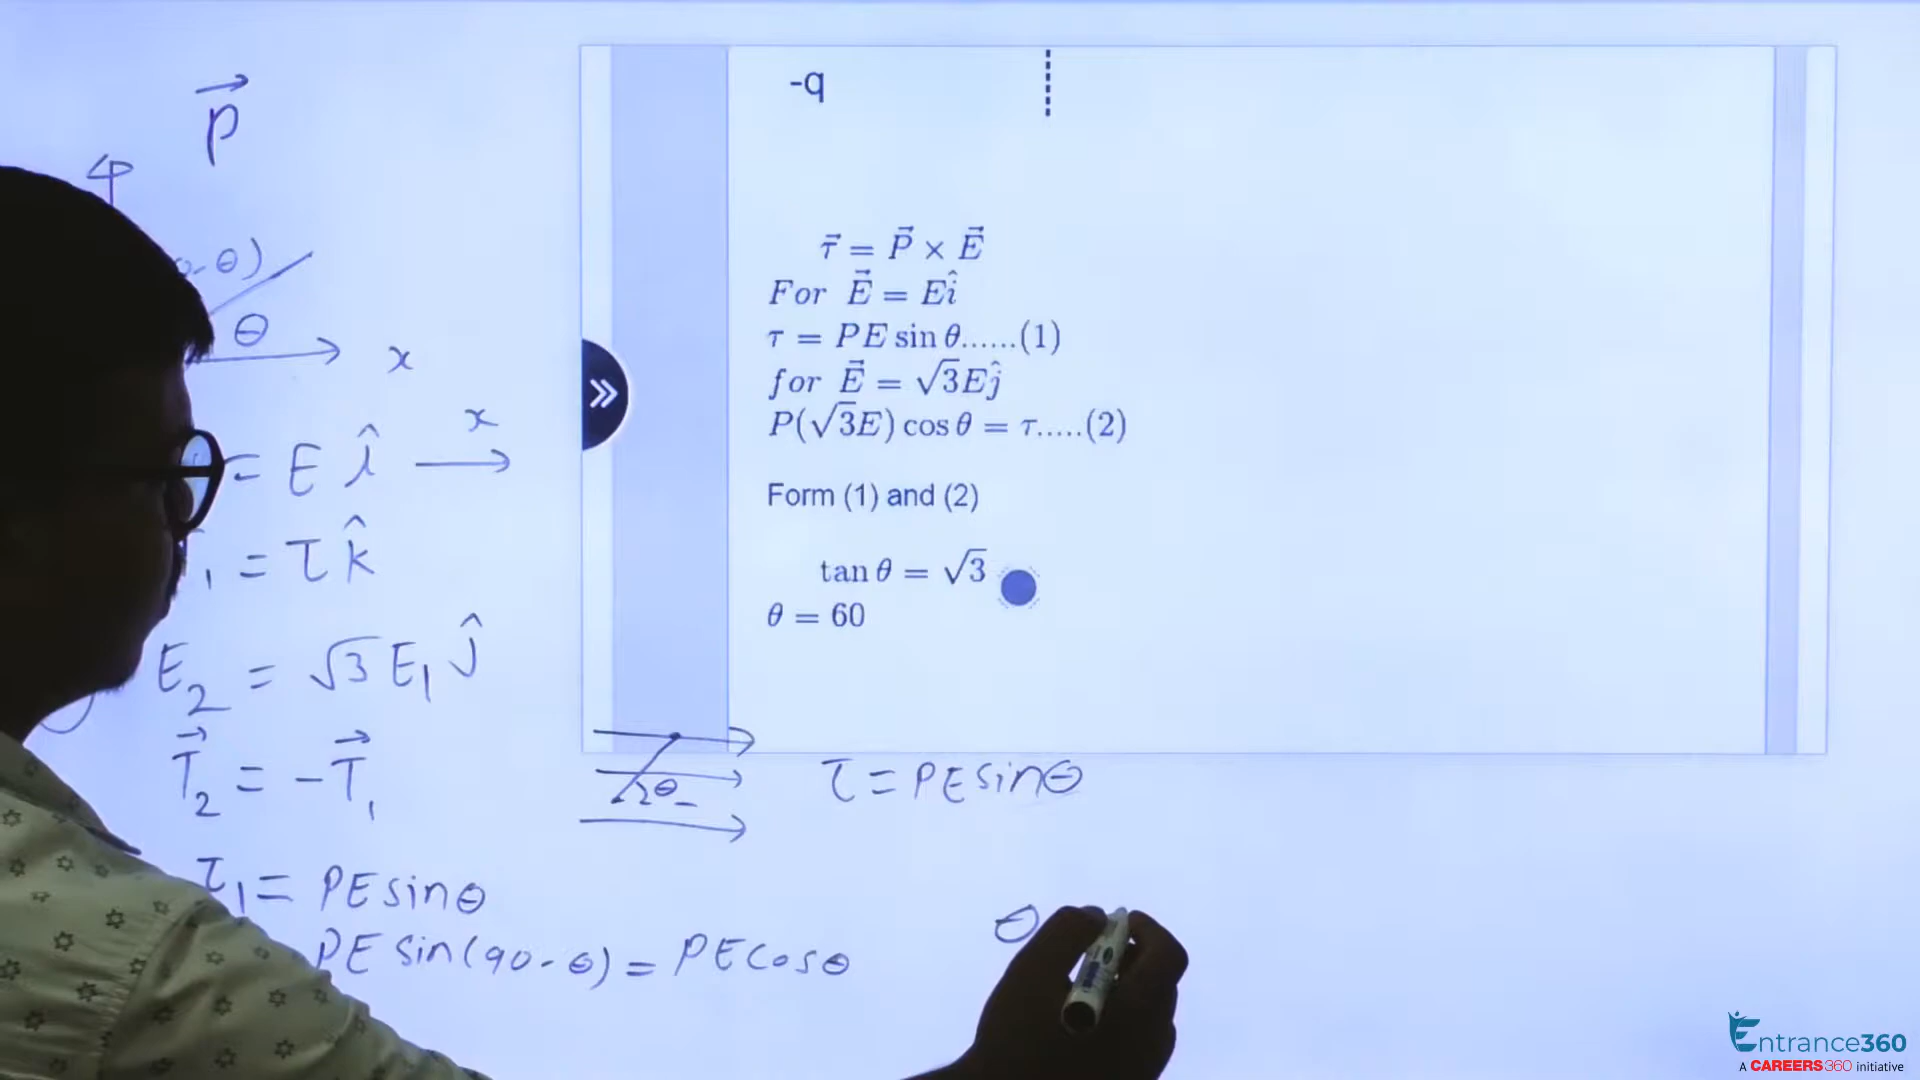 P⃗
-θ)
θ
x
= E î
x
₁ = τ k̂
E₂ = √3 E₁ ĵ
T⃗₂ = -T⃗₁
τ₁ = PE sinθ
PE sin(90-θ) = PE cosθ
-q
τ⃗ = P⃗ × E⃗
For E⃗ = Eî
τ = PE sin θ......(1)
for E⃗ = √3Eĵ
P(√3E) cos θ = τ.....(2)
Form (1) and (2)
tan θ = √3
θ = 60
θ
τ = PE sinθ
θ
Entrance360
A CAREERS360 initiative